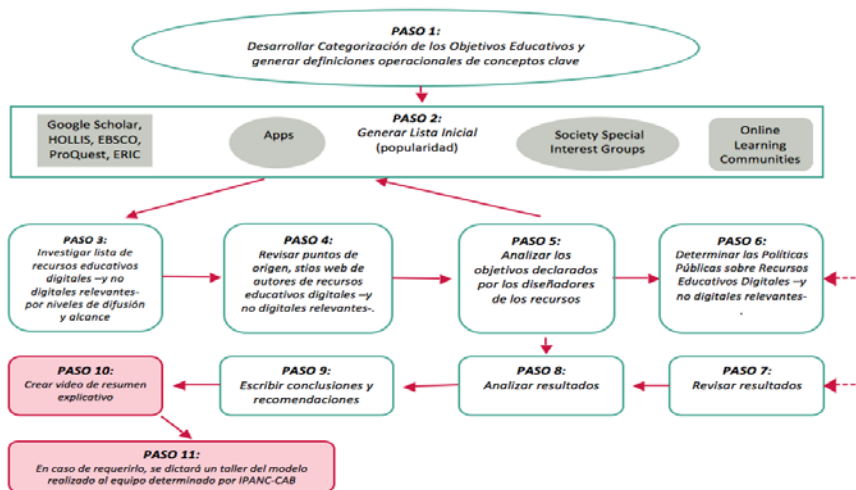 PASO 1:
Desarrollar Categorización de los Objetivos Educativos y
generar definiciones operacionales de conceptos clave
PASO 2:
Generar Lista Inicial
(popularidad)
Google Scholar,
HOLLIS, EBSCO,
ProQuest, ERIC
Apps
Society Special
Interest Groups
Online
Learning
Communities
PASO 3:
Investigar lista de
recursos educativos
digitales –y no
digitales relevantes-
por niveles de difusión
y alcance
PASO 4:
Revisar puntos de
origen, stios web de
autores de recursos
educativos digitales –y
no digitales relevantes-.
PASO 5:
Analizar los
objetivos declarados
por los diseñadores
de los recursos
PASO 6:
Determinar las Políticas
Públicas sobre Recursos
Educativos Digitales –y
no digitales relevantes-
.
PASO 10:
Crear video de resumen
explicativo
PASO 9:
Escribir conclusiones y
recomendaciones
PASO 8:
Analizar resultados
PASO 7:
Revisar resultados
PASO 11:
En caso de requerirlo, se dictará un taller del modelo
realizado al equipo determinado por IPANC-CAB